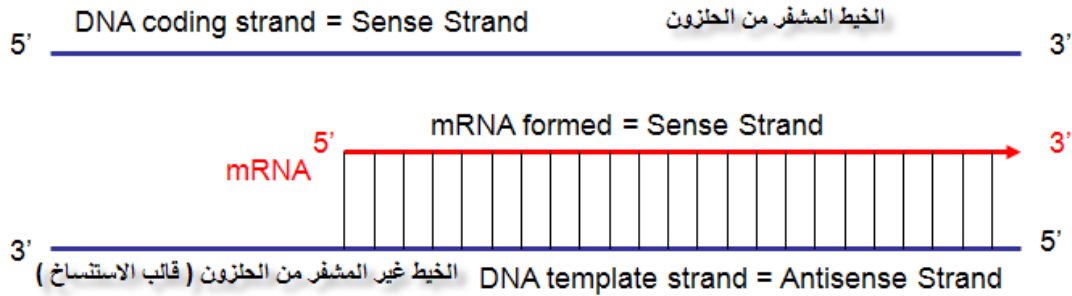 DNA coding strand = Sense Strand
الخيط المشفر من الحلزون
5’
3’
mRNA formed = Sense Strand
5’
3’
mRNA
3’
5’
الخيط غير المشفر من الحلزون ( قالب الاستنساخ )
DNA template strand = Antisense Strand